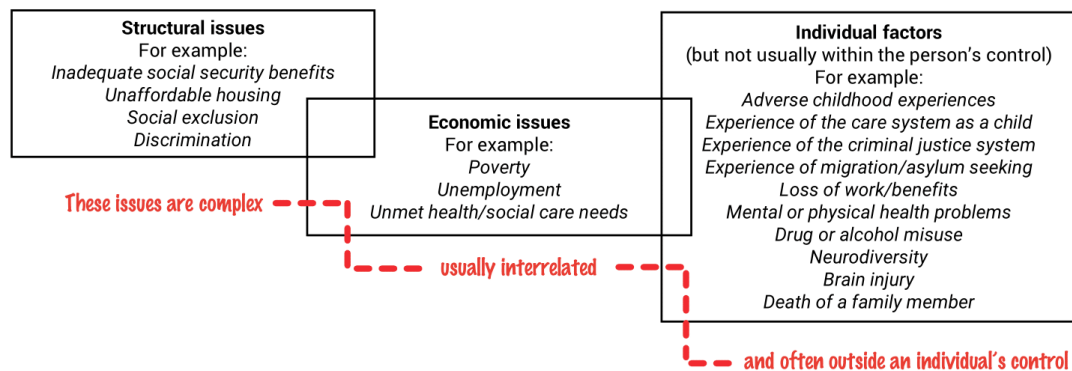 Structural issues
For example:
Inadequate social security benefits
Unaffordable housing
Social exclusion
Discrimination
Economic issues
For example:
Poverty
Unemployment
Unmet health/social care needs
Individual factors
(but not usually within the person's control)
For example:
Adverse childhood experiences
Experience of the care system as a child
Experience of the criminal justice system
Experience of migration/asylum seeking
Loss of work/benefits
Mental or physical health problems
Drug or alcohol misuse
Neurodiversity
Brain injury
Death of a family member
These issues are complex
usually interrelated
and often outside an individual's control